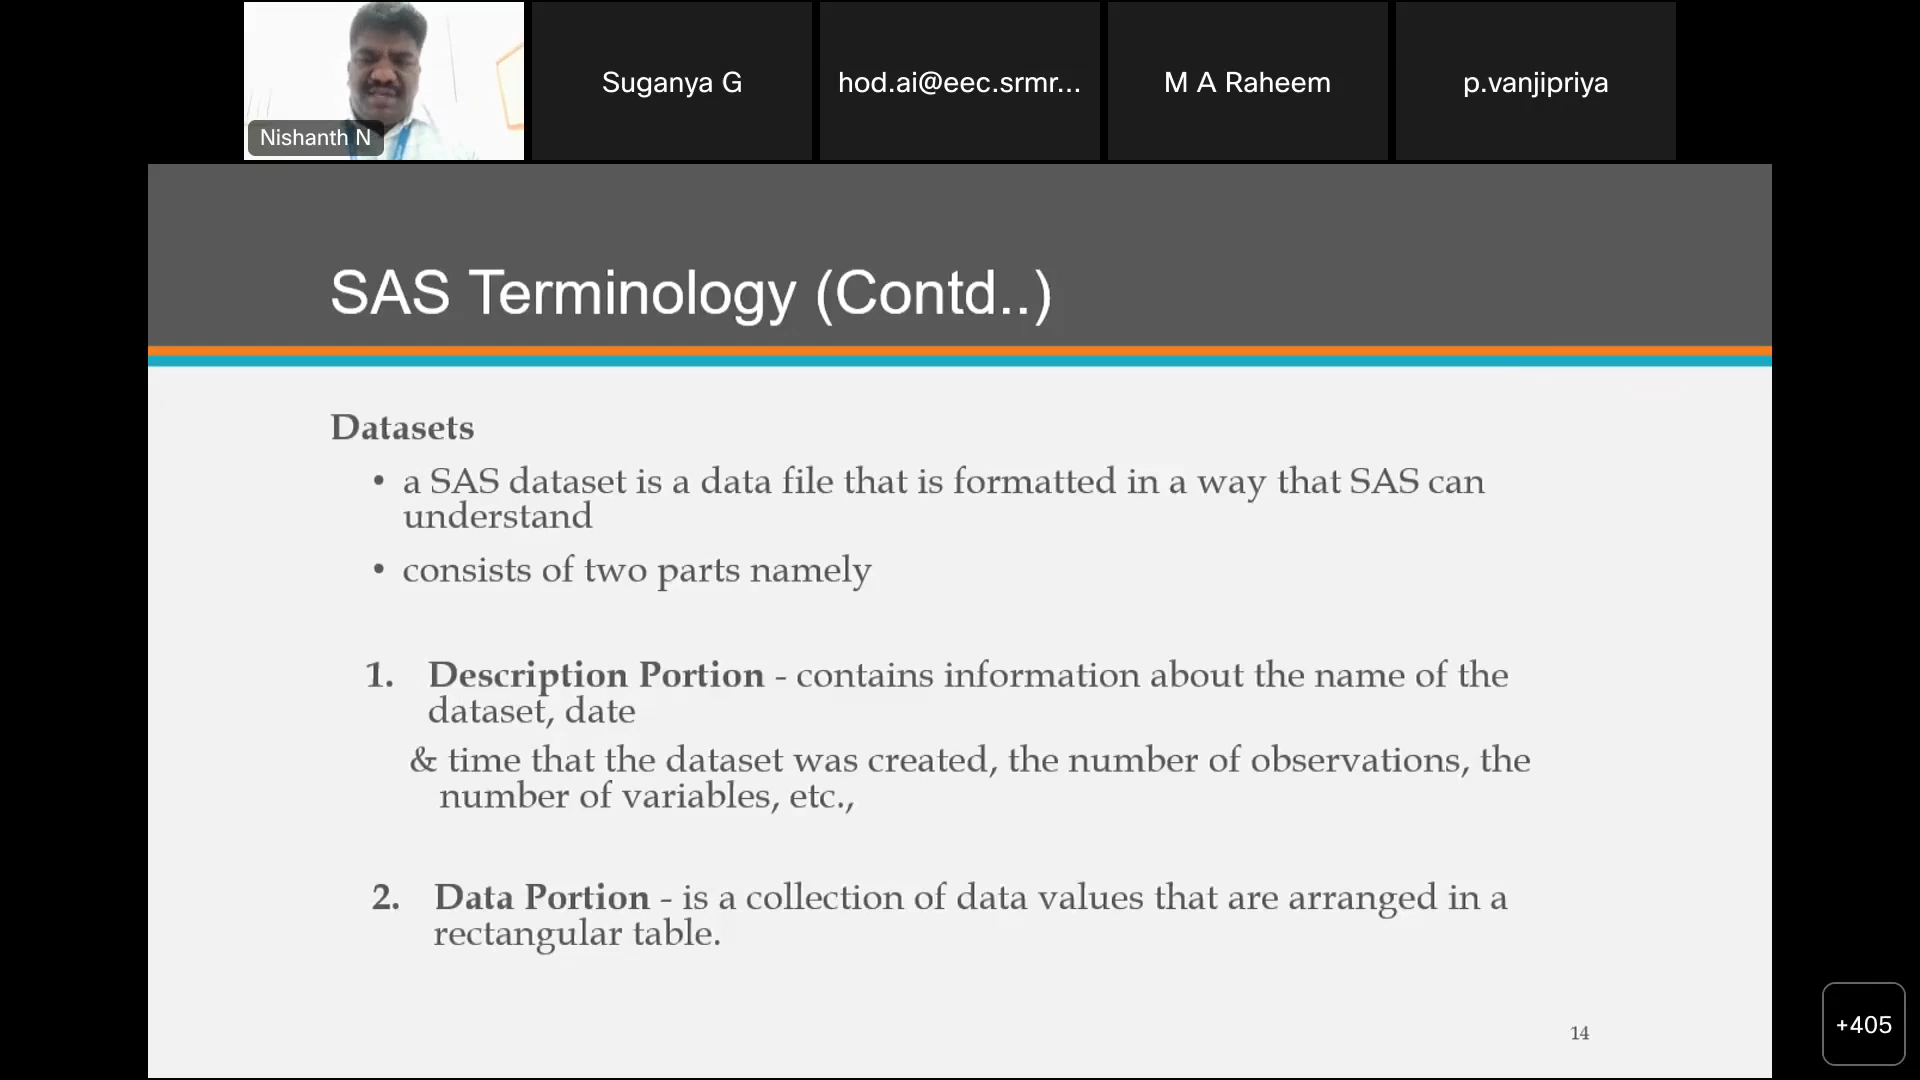 Nishanth N
Suganya G
hod.ai@eec.srmr...
M A Raheem
p.vanjipriya
SAS Terminology (Contd..)
Datasets
• a SAS dataset is a data file that is formatted in a way that SAS can
understand
• consists of two parts namely
1. Description Portion - contains information about the name of the
dataset, date
& time that the dataset was created, the number of observations, the
number of variables, etc.,
2. Data Portion - is a collection of data values that are arranged in a
rectangular table.
14
+405